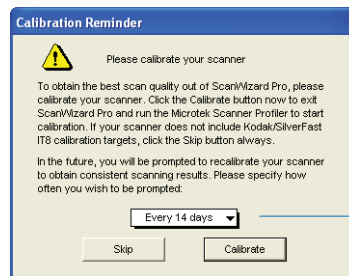 Calibration Reminder
Please calibrate your scanner
To obtain the best scan quality out of ScanWizard Pro, please
calibrate your scanner. Click the Calibrate button now to exit
ScanWizard Pro and run the Microtek Scanner Profiler to start
calibration. If your scanner does not include Kodak/SilverFast
IT8 calibration targets, click the Skip button always.
In the future, you will be prompted to recalibrate your scanner
to obtain consistent scanning results. Please specify how
often you wish to be prompted:
Every 14 days
Skip
Calibrate